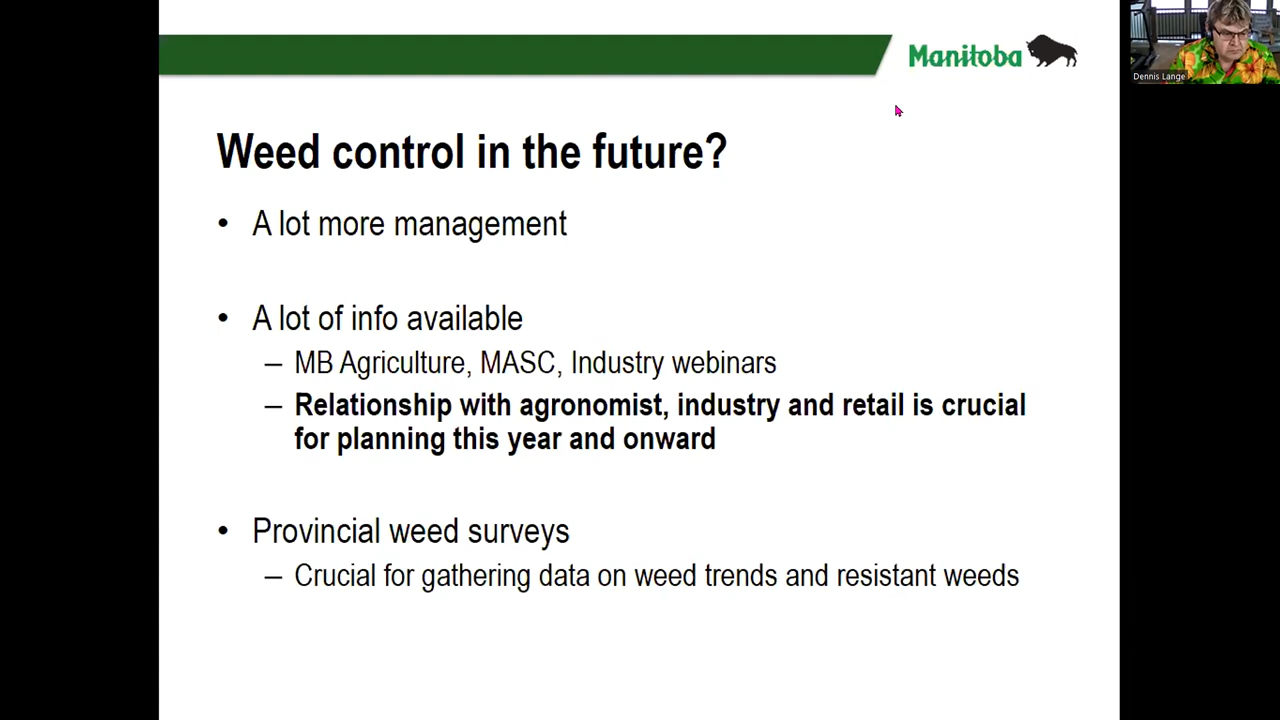 Manitoba
Dennis Lange
Weed control in the future?
• A lot more management
• A lot of info available
– MB Agriculture, MASC, Industry webinars
– Relationship with agronomist, industry and retail is crucial
for planning this year and onward
• Provincial weed surveys
– Crucial for gathering data on weed trends and resistant weeds